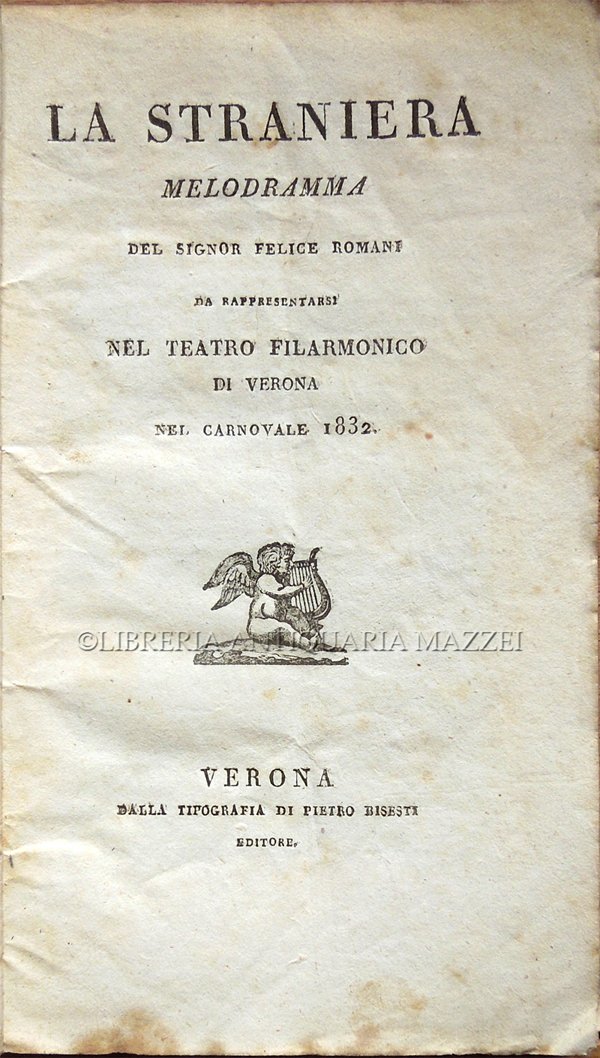 LA STRANIERA
MELODRAMMA
DEL SIGNOR FELICE ROMANI
DA RAPPRESENTARSI
NEL TEATRO FILARMONICO
DI VERONA
NEL CARNOVALE 1832.
©LIBRERIA ANTIQUARIA MAZZEI
VERONA
DALLA TIPOGRAFIA DI PIETRO BISESTI
EDITORE.